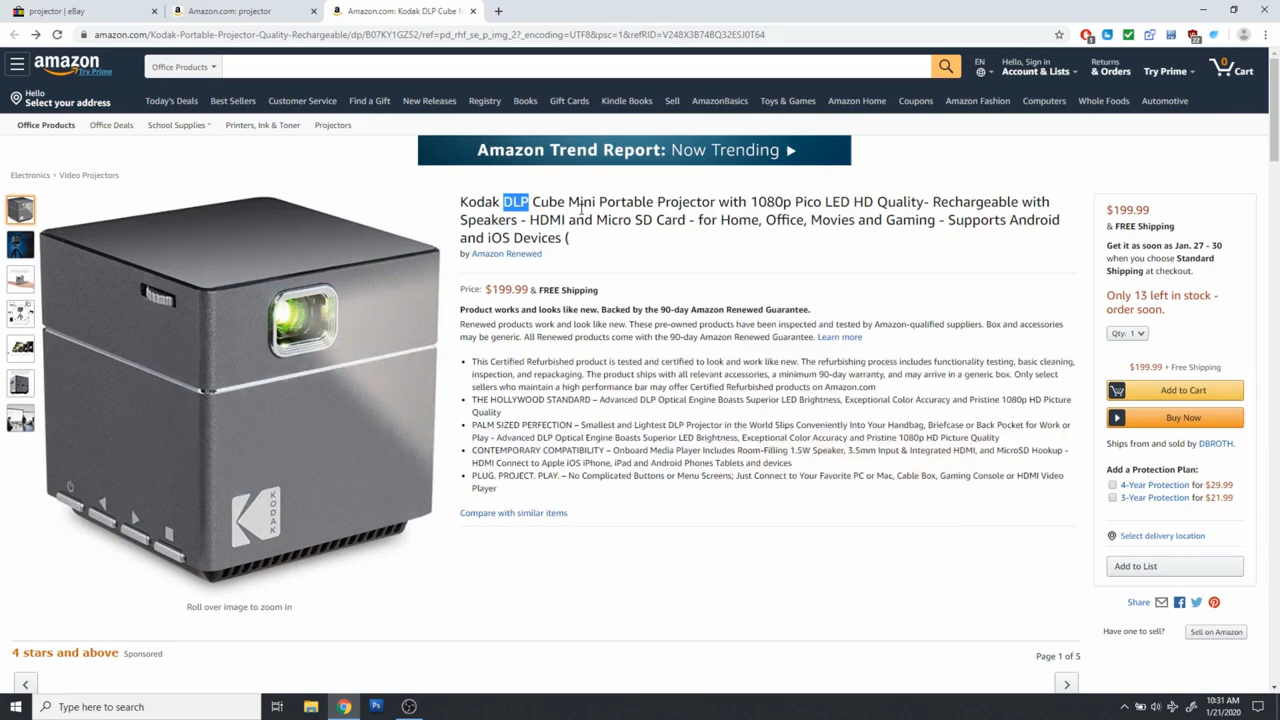 projector | eBay
Amazon.com: projector
Amazon.com: Kodak DLP Cube M
amazon.com/Kodak-Portable-Projector-Quality-Rechargeable/dp/B07KY1GZ52/ref=pd_rhf_se_p_img_2?_encoding=UTF8&psc=1&refRID=V248X3B74BQ32ESJ0T64
1
22
amazon
Try Prime
Office Products
EN
Hello, Sign in
Account & Lists
Returns
& Orders
Try Prime
0
Cart
Hello
Select your address
Today's Deals Best Sellers Customer Service Find a Gift New Releases Registry Books Gift Cards Kindle Books Sell AmazonBasics Toys & Games Amazon Home Coupons Amazon Fashion Computers Whole Foods Automotive
Office Products Office Deals School Supplies Printers, Ink & Toner Projectors
Amazon Trend Report: Now Trending ▶
Electronics › Video Projectors
Kodak DLP Cube Mini Portable Projector with 1080p Pico LED HD Quality- Rechargeable with
Speakers - HDMI and Micro SD Card - for Home, Office, Movies and Gaming - Supports Android
and iOS Devices (
by Amazon Renewed
Price: $199.99 & FREE Shipping
Product works and looks like new. Backed by the 90-day Amazon Renewed Guarantee.
Renewed products work and look like new. These pre-owned products have been inspected and tested by Amazon-qualified suppliers. Box and accessories
may be generic. All Renewed products come with the 90-day Amazon Renewed Guarantee. Learn more
• This Certified Refurbished product is tested and certified to look and work like new. The refurbishing process includes functionality testing, basic cleaning,
inspection, and repackaging. The product ships with all relevant accessories, a minimum 90-day warranty, and may arrive in a generic box. Only select
sellers who maintain a high performance bar may offer Certified Refurbished products on Amazon.com
• THE HOLLYWOOD STANDARD – Advanced DLP Optical Engine Boasts Superior LED Brightness, Exceptional Color Accuracy and Pristine 1080p HD Picture
Quality
• PALM SIZED PERFECTION – Smallest and Lightest DLP Projector in the World Slips Conveniently Into Your Handbag, Briefcase or Back Pocket for Work or
Play - Advanced DLP Optical Engine Boasts Superior LED Brightness, Exceptional Color Accuracy and Pristine 1080p HD Picture Quality
• CONTEMPORARY COMPATIBILITY – Onboard Media Player Includes Room-Filling 1.5W Speaker, 3.5mm Input & Integrated HDMI, and MicroSD Hookup -
HDMI Connect to Apple iOS iPhone, iPad and Android Phones Tablets and devices
• PLUG. PROJECT. PLAY. – No Complicated Buttons or Menu Screens; Just Connect to Your Favorite PC or Mac, Cable Box, Gaming Console or HDMI Video
Player
Compare with similar items
KODAK
Roll over image to zoom in
$199.99
& FREE Shipping
Get it as soon as Jan. 27 - 30
when you choose Standard
Shipping at checkout.
Only 13 left in stock -
order soon.
Qty: 1
$199.99 + Free Shipping
Add to Cart
Buy Now
Ships from and sold by DBROTH.
Add a Protection Plan:
4-Year Protection for $29.99
3-Year Protection for $21.99
Select delivery location
Add to List
Share
Have one to sell?
Sell on Amazon
4 stars and above Sponsored
Page 1 of 5
Type here to search
10:31 AM
1/21/2020